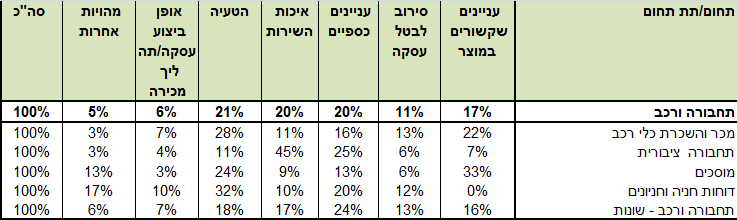 תחום/תת תחום עניינים שקשורים במוצר סירוב לבטל עסקה עניינים כספיים איכות השירות הטעיה אופן ביצוע עסקה/תה ליך מכירה מהויות אחרות סה"כ
תחבורה ורכב 17% 11% 20% 20% 21% 6% 5% 100%
מכר והשכרת כלי רכב 22% 13% 16% 11% 28% 7% 3% 100%
תחבורה ציבורית 7% 6% 25% 45% 11% 4% 3% 100%
מוסכים 33% 6% 13% 9% 24% 3% 13% 100%
דוחות חניה וחניונים 0% 12% 20% 10% 32% 10% 17% 100%
תחבורה ורכב - שונות 16% 13% 24% 17% 18% 7% 6% 100%